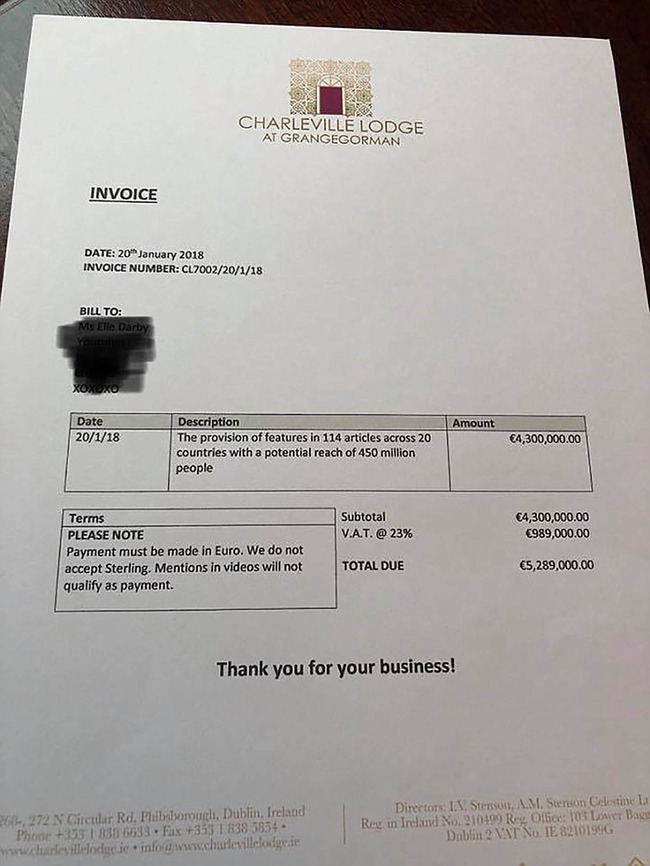 CHARLEVILLE LODGE
AT GRANGEGORMAN
INVOICE
DATE: 20th January 2018
INVOICE NUMBER: CL7002/20/1/18
BILL TO:
Ms Elle Darby
XOXOXO
Date Description Amount
20/1/18 The provision of features in 114 articles across 20 €4,300,000.00
countries with a potential reach of 450 million
people
Terms
PLEASE NOTE
Payment must be made in Euro. We do not
accept Sterling. Mentions in videos will not
qualify as payment.
Subtotal €4,300,000.00
V.A.T. @ 23% €989,000.00
TOTAL DUE €5,289,000.00
Thank you for your business!
268-, 272 N Circular Rd, Phibsborough, Dublin, Ireland
Phone +353 1 838 6633 • Fax +353 1 838 5854 •
www.charlevillelodge.ie • info@www.charlevillelodge.ie
Directors: I.V. Stenson, A.M. Stenson Celestine
Reg. in Ireland No. 210499 Reg. Office: 103 Lower
Dublin 2 VAT No. IE 8210199G